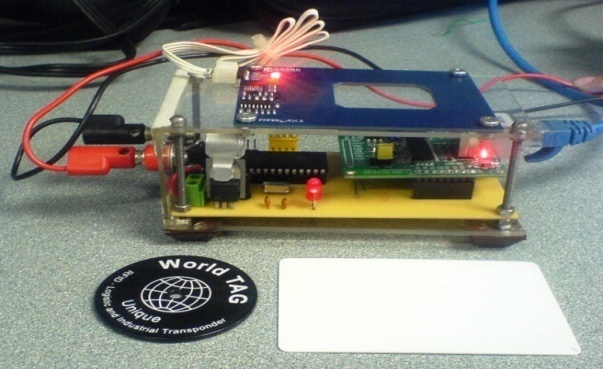 World TAG
Unique
RFID - Logistic and Industrial Transponder